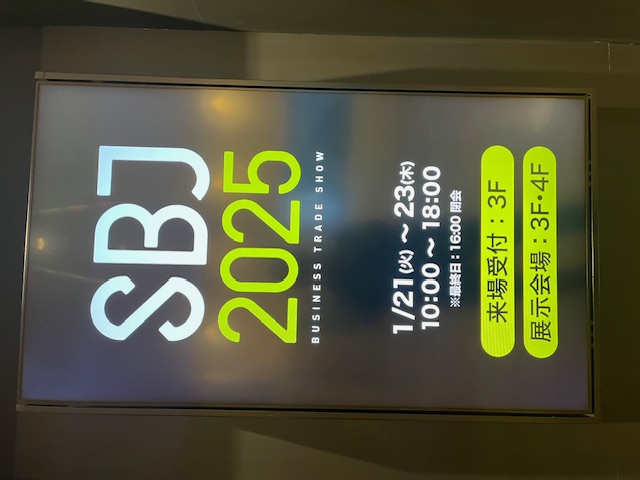 SBJ
2025
BUSINESS TRADE SHOW
1/21(火)～23(木)
10:00～18:00
※最終日：16:00 閉会
来場受付：3F
展示会場：3F・4F